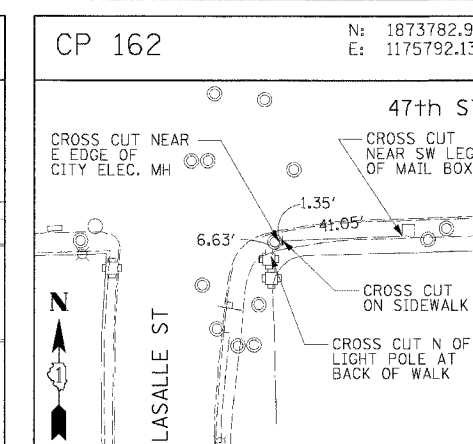 CP 162
N: 1873782.9
E: 1175792.13
47th S
CROSS CUT NEAR
E EDGE OF
CITY ELEC. MH
CROSS CUT
NEAR SW LEG
OF MAIL BOX
1.35'
41.05'
6.63'
CROSS CUT
ON SIDEWALK
N
LASALLE ST
CROSS CUT N OF
LIGHT POLE AT
BACK OF WALK